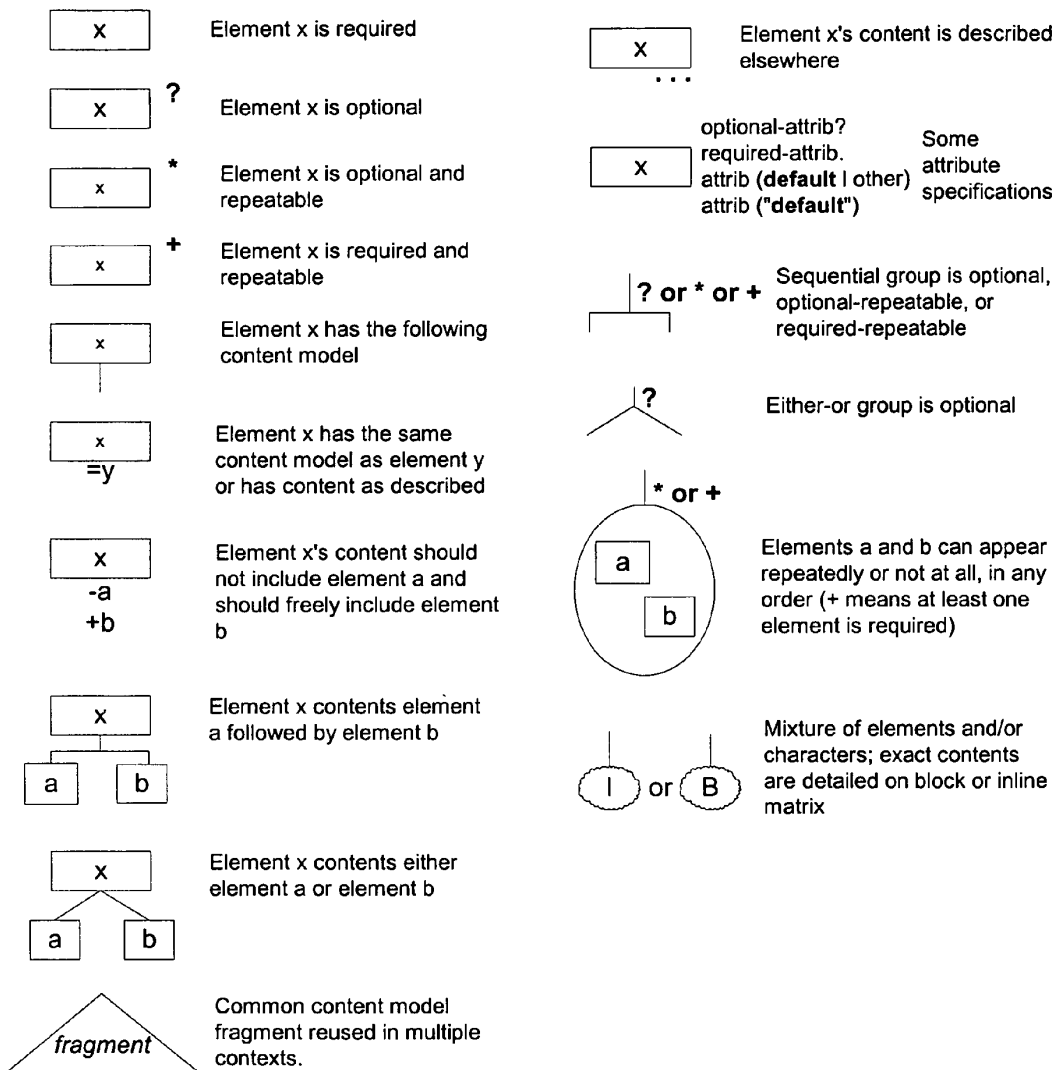 x
Element x is required
x
?
Element x is optional
x
*
Element x is optional and
repeatable
x
+
Element x is required and
repeatable
x
Element x has the following
content model
x
=y
Element x has the same
content model as element y
or has content as described
x
-a
+b
Element x's content should
not include element a and
should freely include element
b
x
a
b
Element x contents element
a followed by element b
x
a
b
Element x contents either
element a or element b
fragment
Common content model
fragment reused in multiple
contexts.
x
...
Element x's content is described
elsewhere
x
optional-attrib?
required-attrib.
attrib (default | other)
attrib ("default")
Some
attribute
specifications
? or * or +
Sequential group is optional,
optional-repeatable, or
required-repeatable
?
Either-or group is optional
* or +
a
b
Elements a and b can appear
repeatedly or not at all, in any
order (+ means at least one
element is required)
I or B
Mixture of elements and/or
characters; exact contents
are detailed on block or inline
matrix